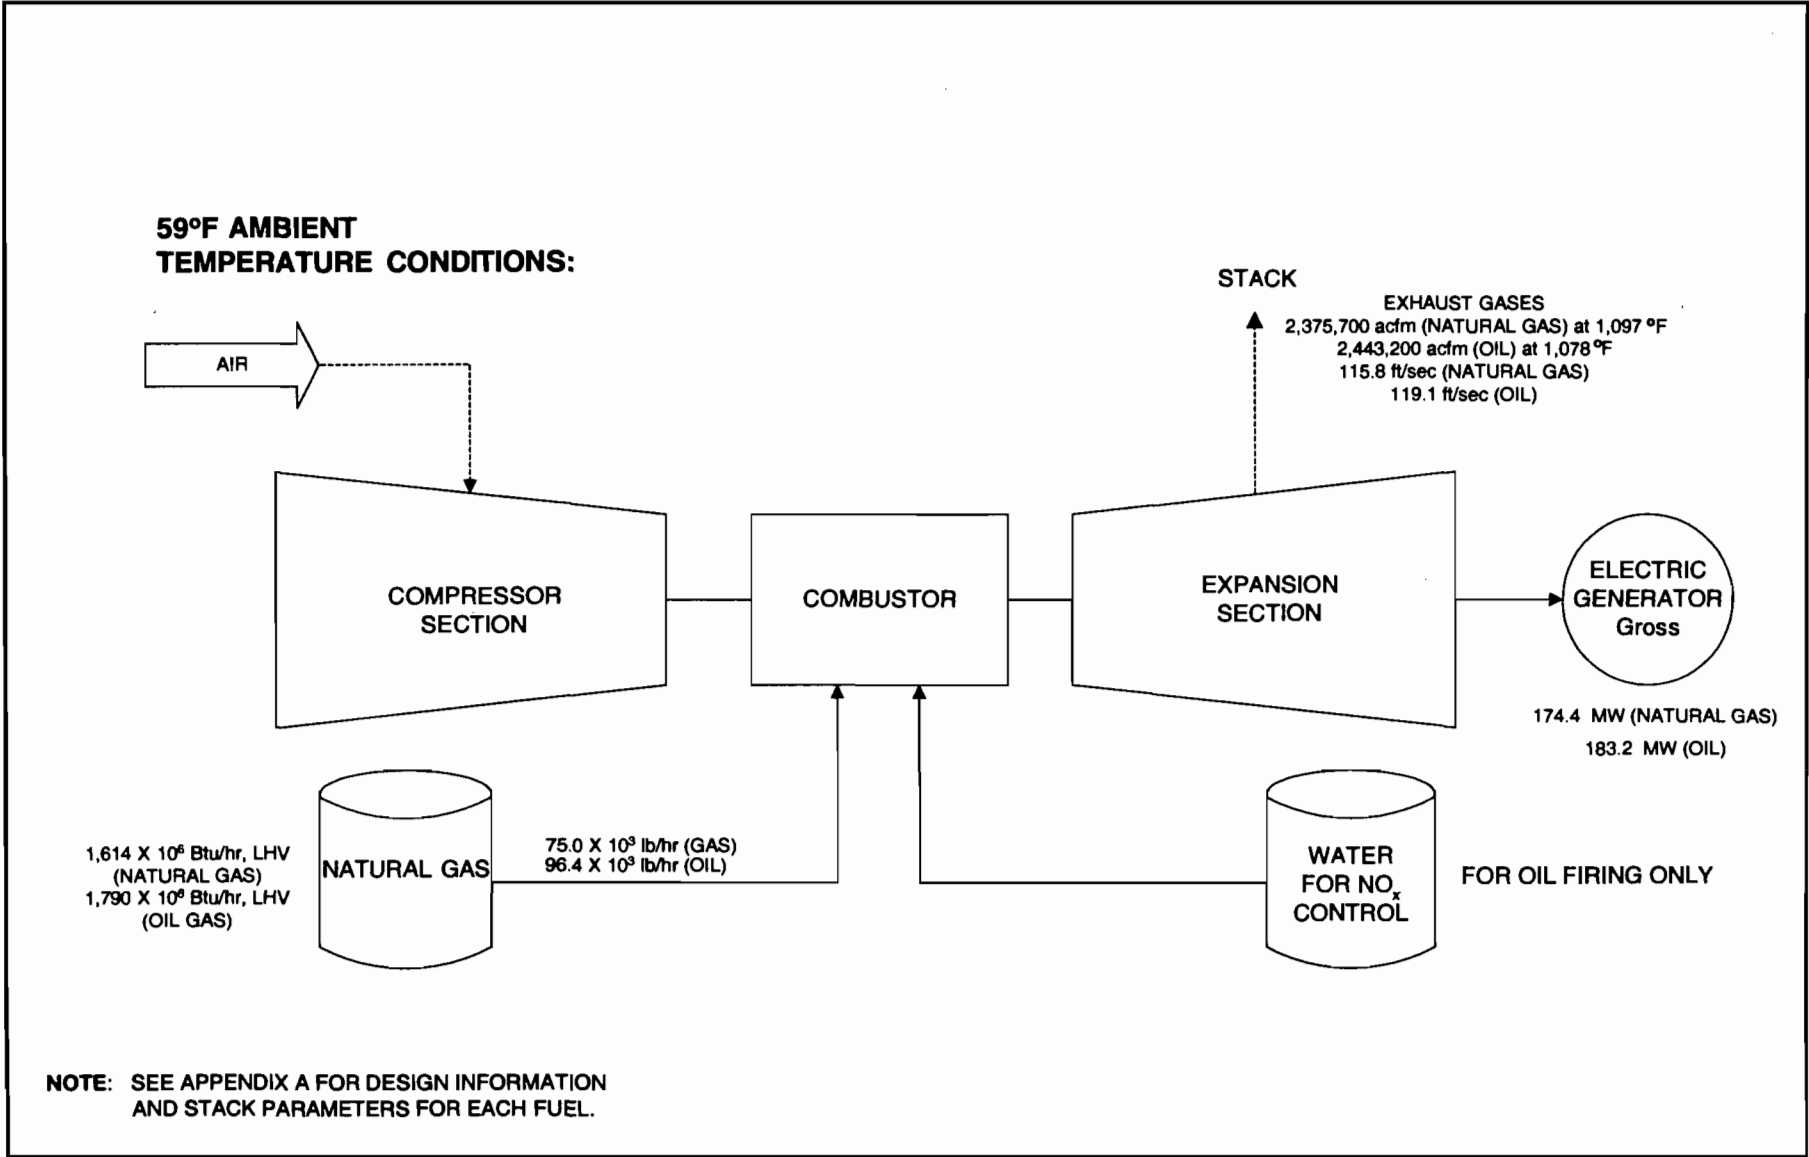 59ºF AMBIENT
TEMPERATURE CONDITIONS:
AIR
STACK
EXHAUST GASES
2,375,700 acfm (NATURAL GAS) at 1,097 ºF
2,443,200 acfm (OIL) at 1,078 ºF
115.8 ft/sec (NATURAL GAS)
119.1 ft/sec (OIL)
COMPRESSOR
SECTION
COMBUSTOR
EXPANSION
SECTION
ELECTRIC
GENERATOR
Gross
174.4 MW (NATURAL GAS)
183.2 MW (OIL)
1,614 X 10⁶ Btu/hr, LHV
(NATURAL GAS)
1,790 X 10⁶ Btu/hr, LHV
(OIL GAS)
NATURAL GAS
75.0 X 10³ lb/hr (GAS)
96.4 X 10³ lb/hr (OIL)
WATER
FOR NOₓ
CONTROL
FOR OIL FIRING ONLY
NOTE: SEE APPENDIX A FOR DESIGN INFORMATION
AND STACK PARAMETERS FOR EACH FUEL.